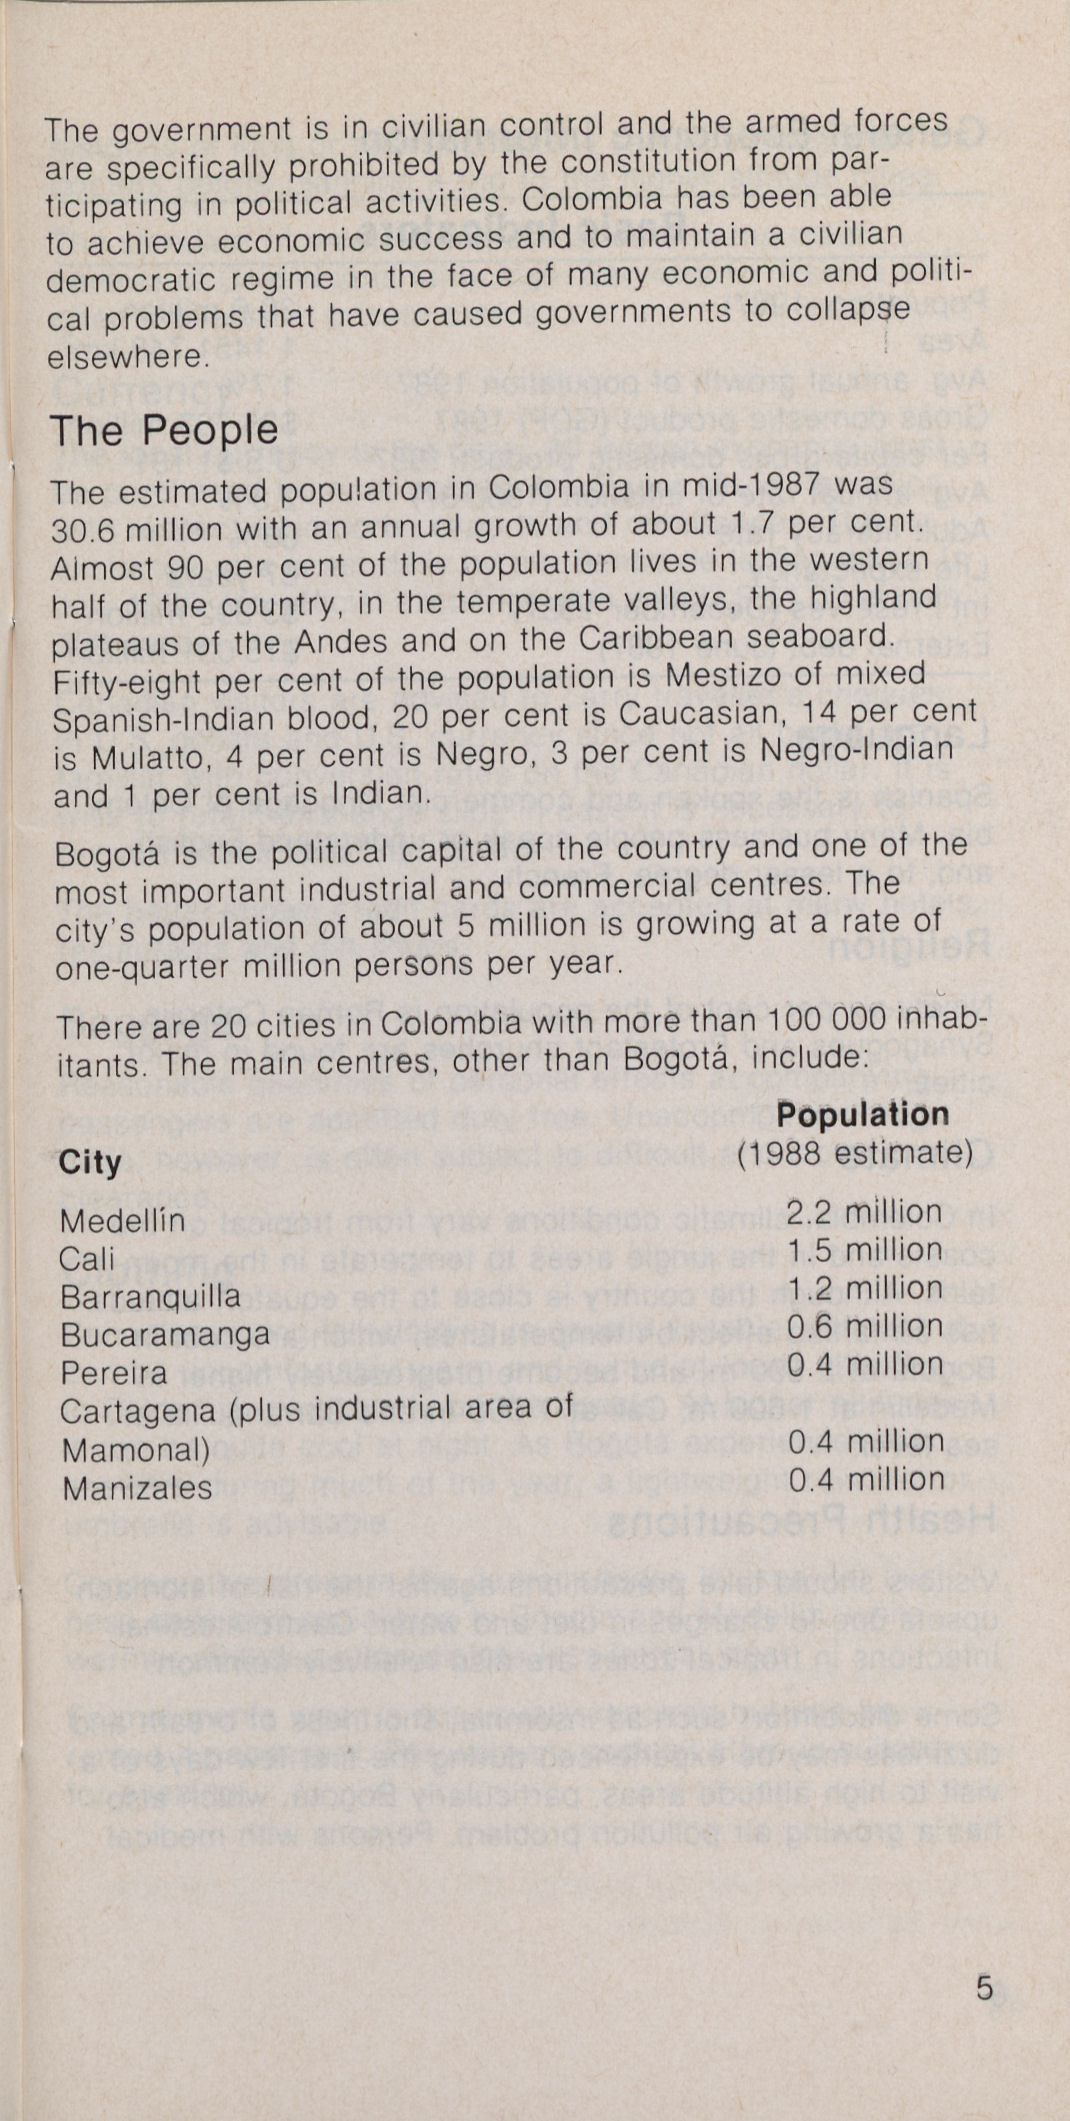 The government is in civilian control and the armed forces
are specifically prohibited by the constitution from par-
ticipating in political activities. Colombia has been able
to achieve economic success and to maintain a civilian
democratic regime in the face of many economic and politi-
cal problems that have caused governments to collapse
elsewhere.
The People
The estimated population in Colombia in mid-1987 was
30.6 million with an annual growth of about 1.7 per cent.
Almost 90 per cent of the population lives in the western
half of the country, in the temperate valleys, the highland
plateaus of the Andes and on the Caribbean seaboard.
Fifty-eight per cent of the population is Mestizo of mixed
Spanish-Indian blood, 20 per cent is Caucasian, 14 per cent
is Mulatto, 4 per cent is Negro, 3 per cent is Negro-Indian
and 1 per cent is Indian.
Bogotá is the political capital of the country and one of the
most important industrial and commercial centres. The
city's population of about 5 million is growing at a rate of
one-quarter million persons per year.
There are 20 cities in Colombia with more than 100 000 inhab-
itants. The main centres, other than Bogotá, include:
Population
City (1988 estimate)
Medellín 2.2 million
Cali 1.5 million
Barranquilla 1.2 million
Bucaramanga 0.6 million
Pereira 0.4 million
Cartagena (plus industrial area of
Mamonal) 0.4 million
Manizales 0.4 million
5